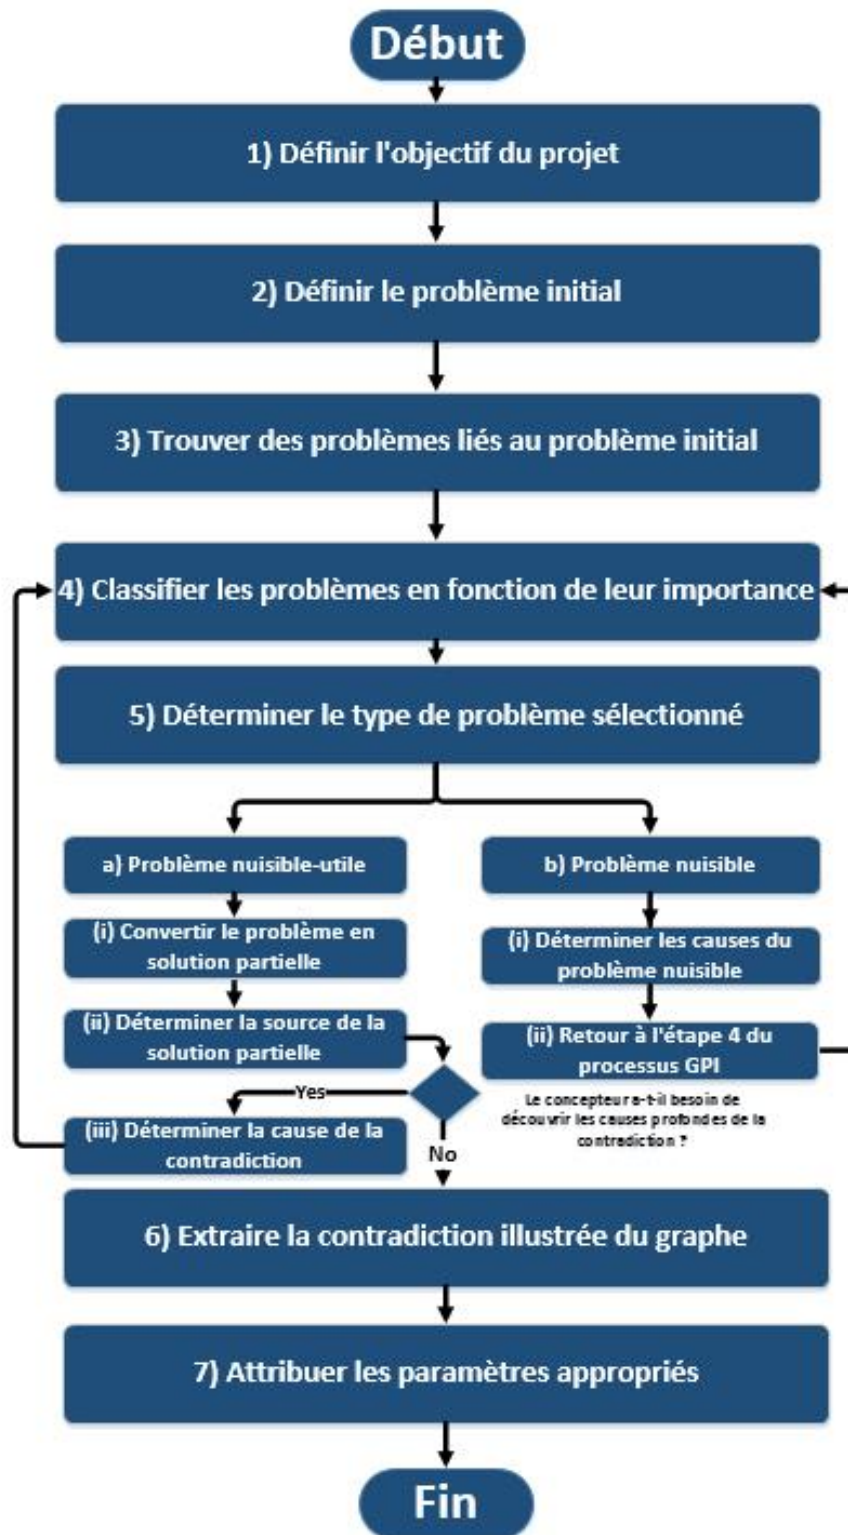 Début
1) Définir l'objectif du projet
2) Définir le problème initial
3) Trouver des problèmes liés au problème initial
4) Classifier les problèmes en fonction de leur importance
5) Déterminer le type de problème sélectionné
a) Problème nuisible-utile
(i) Convertir le problème en
solution partielle
(ii) Déterminer la source de la
solution partielle
Yes
(iii) Déterminer la cause de la
contradiction
b) Problème nuisible
(i) Déterminer les causes du
problème nuisible
(ii) Retour à l'étape 4 du
processus GPI
Le concepteur a-t-il besoin de
découvrir les causes profondes de la
contradiction ?
No
6) Extraire la contradiction illustrée du graphe
7) Attribuer les paramètres appropriés
Fin